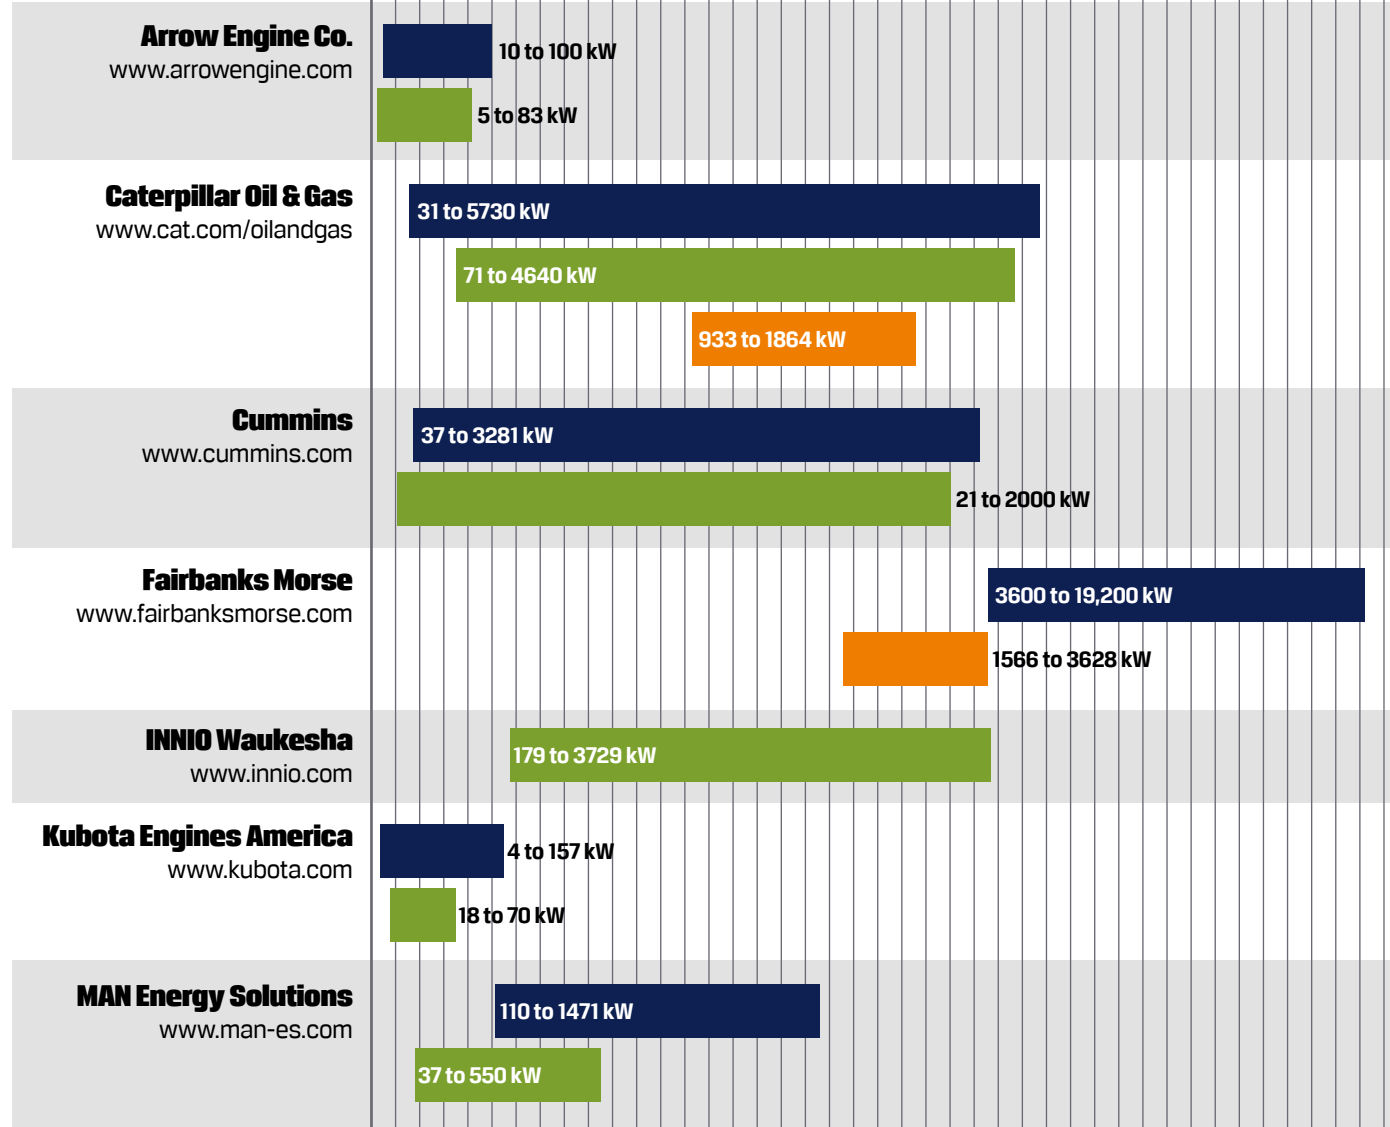 Arrow Engine Co.
www.arrowengine.com
10 to 100 kW
5 to 83 kW
Caterpillar Oil & Gas
www.cat.com/oilandgas
31 to 5730 kW
71 to 4640 kW
933 to 1864 kW
Cummins
www.cummins.com
37 to 3281 kW
21 to 2000 kW
Fairbanks Morse
www.fairbanksmorse.com
3600 to 19,200 kW
1566 to 3628 kW
INNIO Waukesha
www.innio.com
179 to 3729 kW
Kubota Engines America
www.kubota.com
4 to 157 kW
18 to 70 kW
MAN Energy Solutions
www.man-es.com
110 to 1471 kW
37 to 550 kW